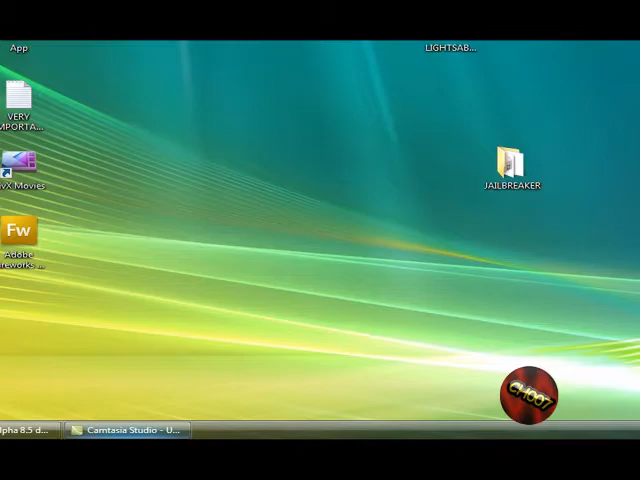 App
LIGHTSAB...
VERY
MPORTA...
vX Movies
JAILBREAKER
Fw
Adobe
reworks ...
CH007
lpha 8.5 d...
Camtasia Studio - U...